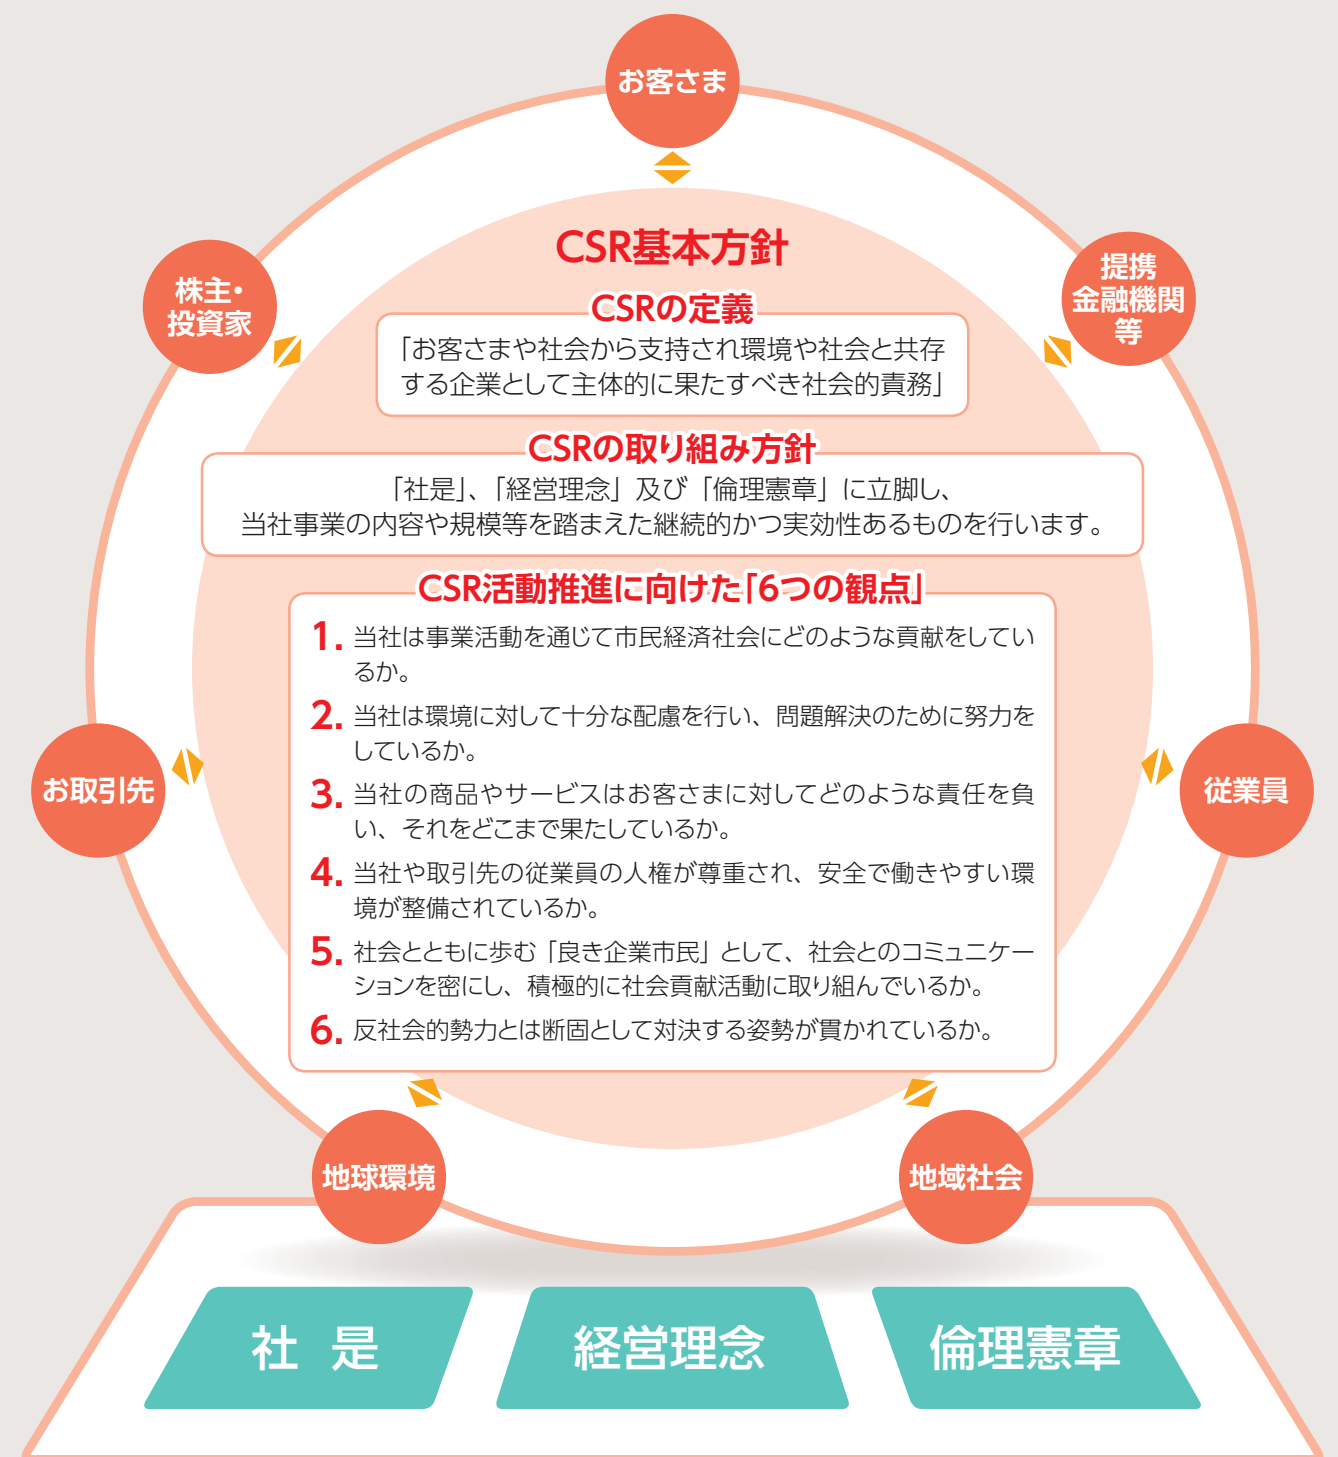 お客さま
株主・
投資家
提携
金融機関
等
CSR基本方針
CSRの定義
「お客さまや社会から支持され環境や社会と共存
する企業として主体的に果たすべき社会的責務」
CSRの取り組み方針
「社是」、「経営理念」及び「倫理憲章」に立脚し、
当社事業の内容や規模等を踏まえた継続的かつ実効性あるものを行います。
CSR活動推進に向けた「6つの観点」
1. 当社は事業活動を通じて市民経済社会にどのような貢献をしてい
るか。
2. 当社は環境に対して十分な配慮を行い、問題解決のために努力を
しているか。
3. 当社の商品やサービスはお客さまに対してどのような責任を負
い、それをどこまで果たしているか。
4. 当社や取引先の従業員の人権が尊重され、安全で働きやすい環
境が整備されているか。
5. 社会とともに歩む「良き企業市民」として、社会とのコミュニケー
ションを密にし、積極的に社会貢献活動に取り組んでいるか。
6. 反社会的勢力とは断固として対決する姿勢が貫かれているか。
お取引先
従業員
地球環境
地域社会
社是
経営理念
倫理憲章